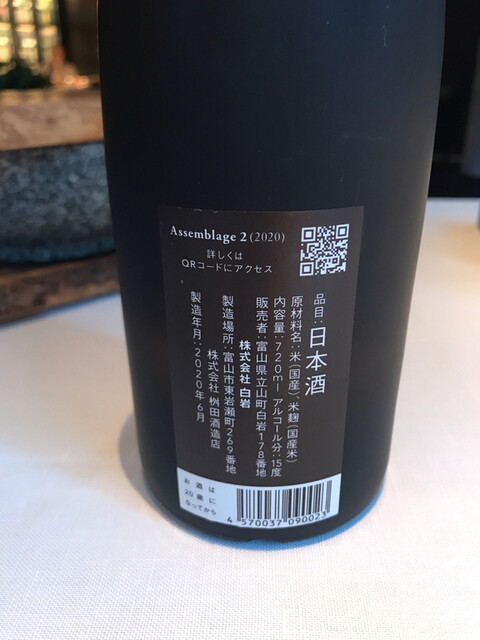 Assemblage 2 (2020)
詳しくは
QRコードにアクセス
品目：日本酒
原材料名：米（国産）、米麹（国産米）
内容量：720ml アルコール分：15度
販売者：富山県立山町白岩178番地
株式会社 白岩
製造場所：富山市東岩瀬町269番地
株式会社 桝田酒造店
製造年月：2020年6月
お酒は
20歳に
なってから
4 570037 090023